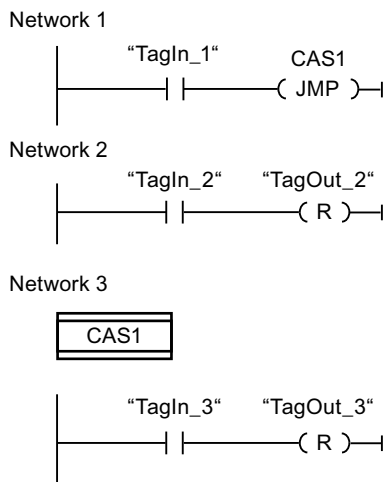 Network 1
“TagIn_1“ CAS1
JMP
Network 2
“TagIn_2“ “TagOut_2“
R
Network 3
CAS1
“TagIn_3“ “TagOut_3“
R